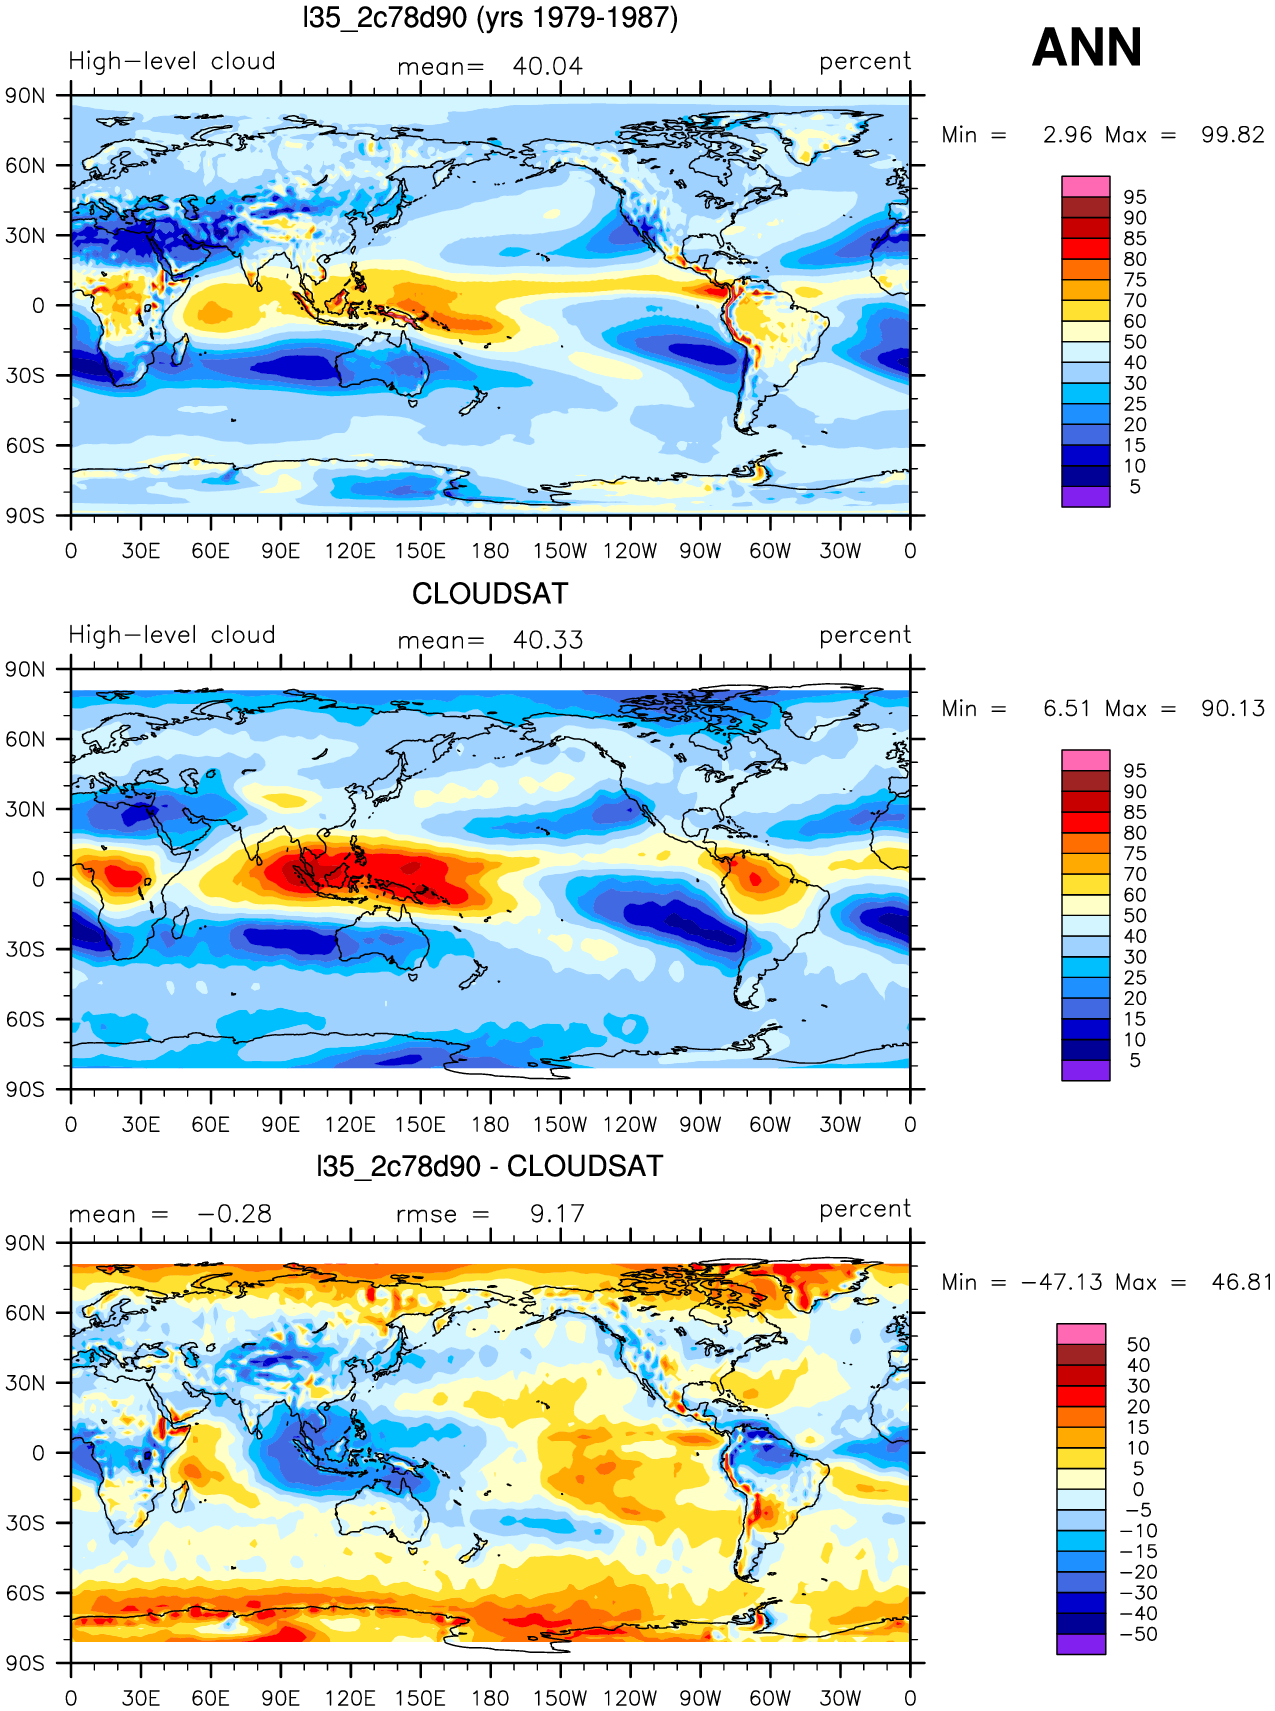 l35_2c78d90 (yrs 1979-1987)
ANN
High-level cloud mean= 40.04 percent
Min = 2.96 Max = 99.82
90N
60N
30N
0
30S
60S
90S
0 30E 60E 90E 120E 150E 180 150W 120W 90W 60W 30W 0
95
90
85
80
75
70
60
50
40
30
25
20
15
10
5
CLOUDSAT
High-level cloud mean= 40.33 percent
Min = 6.51 Max = 90.13
90N
60N
30N
0
30S
60S
90S
0 30E 60E 90E 120E 150E 180 150W 120W 90W 60W 30W 0
95
90
85
80
75
70
60
50
40
30
25
20
15
10
5
l35_2c78d90 - CLOUDSAT
mean = -0.28 rmse = 9.17 percent
Min = -47.13 Max = 46.81
90N
60N
30N
0
30S
60S
90S
0 30E 60E 90E 120E 150E 180 150W 120W 90W 60W 30W 0
50
40
30
20
15
10
5
0
-5
-10
-15
-20
-30
-40
-50